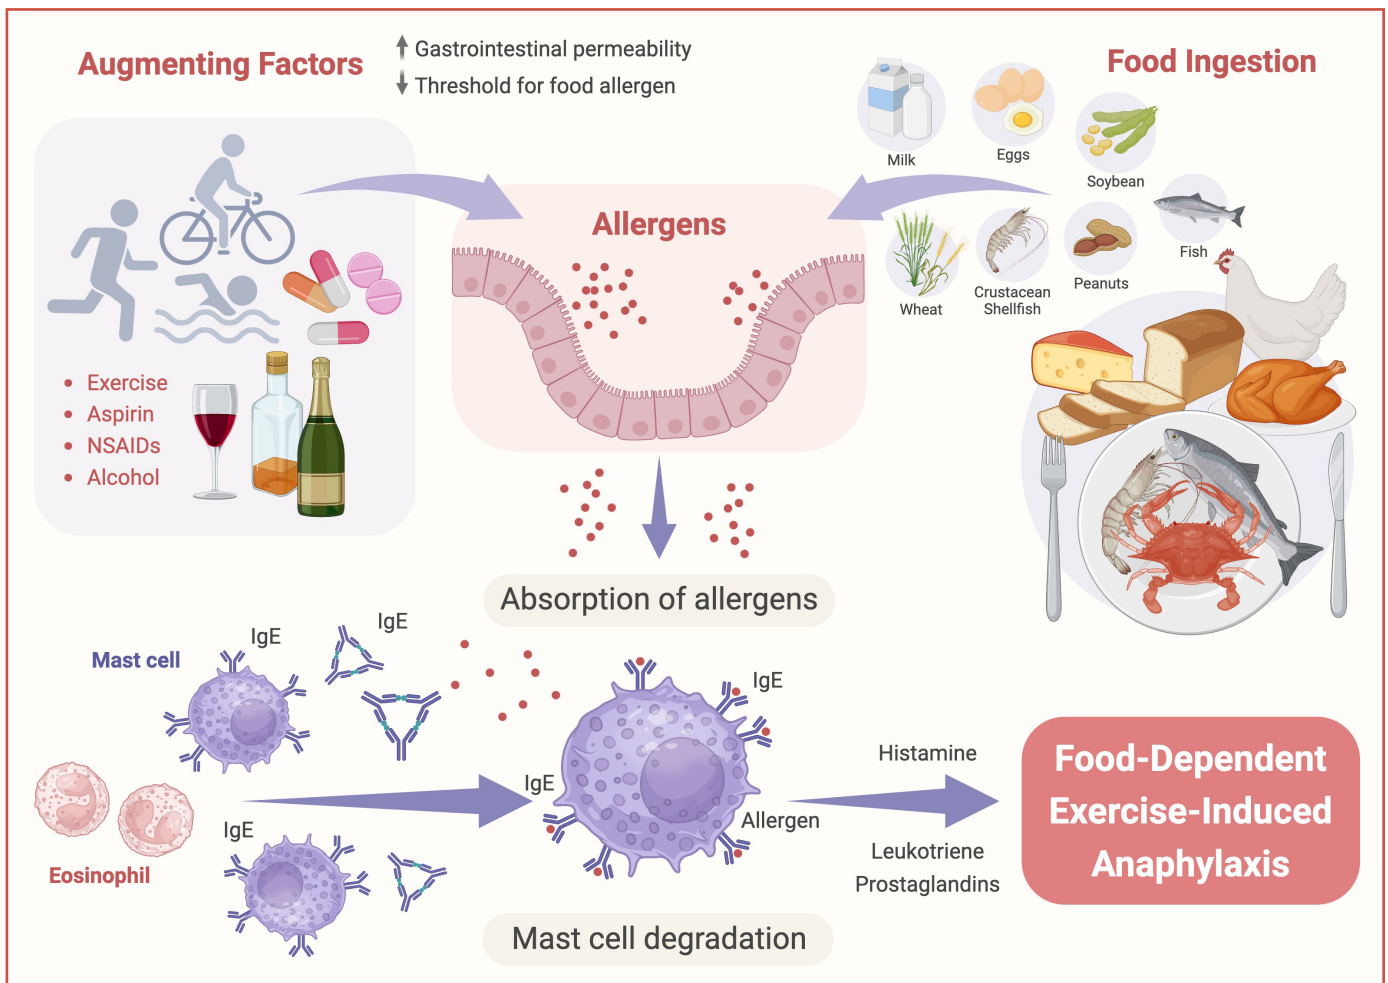 Augmenting Factors
Gastrointestinal permeability
Threshold for food allergen
Food Ingestion
Milk
Eggs
Soybean
Fish
Wheat
Crustacean
Shellfish
Peanuts
Allergens
• Exercise
• Aspirin
• NSAIDs
• Alcohol
Absorption of allergens
Mast cell
IgE
IgE
IgE
IgE
IgE
Eosinophil
Allergen
Histamine
Leukotriene
Prostaglandins
Mast cell degradation
Food-Dependent
Exercise-Induced
Anaphylaxis